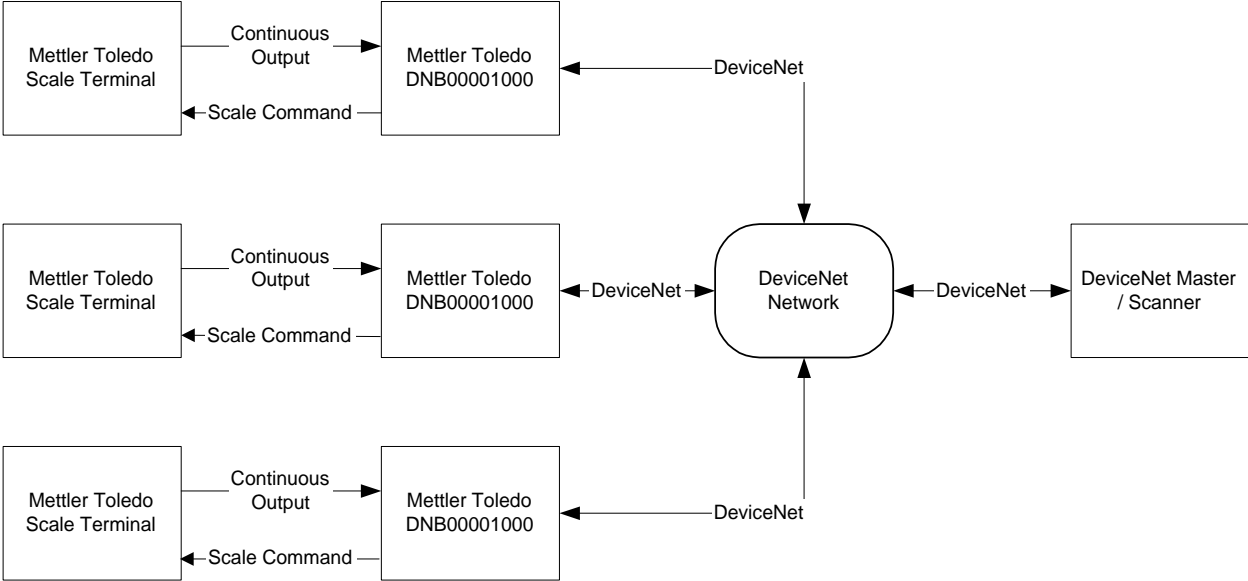 Mettler Toledo
Scale Terminal
Continuous
Output
Scale Command
Mettler Toledo
DNB00001000
DeviceNet
Mettler Toledo
Scale Terminal
Continuous
Output
Scale Command
Mettler Toledo
DNB00001000
DeviceNet
DeviceNet
Network
DeviceNet
DeviceNet Master
/ Scanner
Mettler Toledo
Scale Terminal
Continuous
Output
Scale Command
Mettler Toledo
DNB00001000
DeviceNet